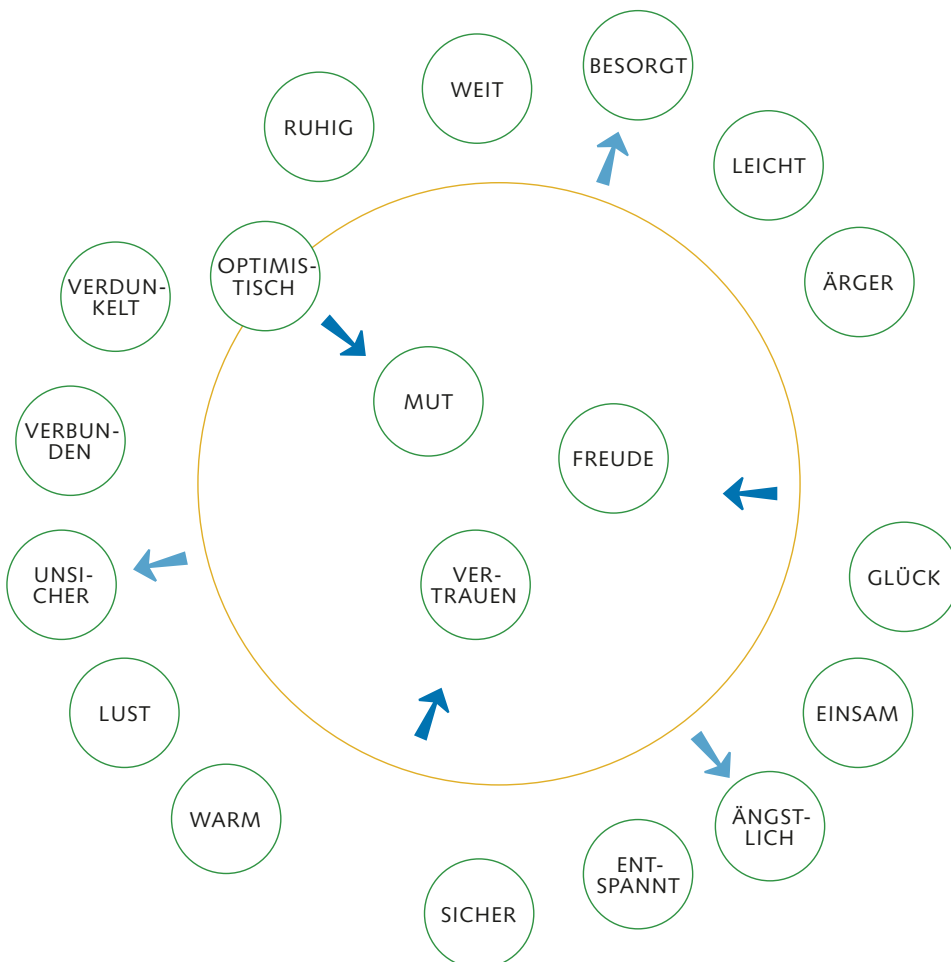 BESORGT
WEIT
RUHIG
LEICHT
OPTIMIS-
TISCH
VERDUN-
KELT
ÄRGER
MUT
VERBUN-
DEN
FREUDE
UNSI-
CHER
VER-
TRAUEN
GLÜCK
LUST
EINSAM
WARM
ÄNGST-
LICH
ENT-
SPANNT
SICHER